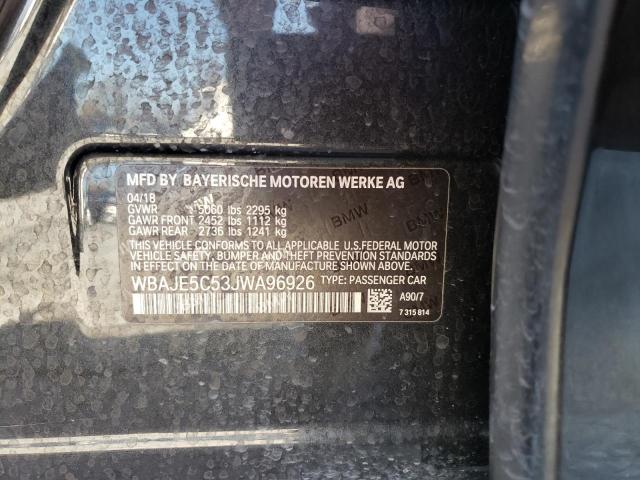 MFD BY BAYERISCHE MOTOREN WERKE AG
04/18
GVWR 5060 lbs 2295 kg
GAWR FRONT 2452 lbs 1112 kg
GAWR REAR 2736 lbs 1241 kg
THIS VEHICLE CONFORMS TO ALL APPLICABLE U.S.FEDERAL MOTOR
VEHICLE SAFETY, BUMPER, AND THEFT PREVENTION
STANDARDS IN EFFECT ON THE DATE OF MANUFACTURE SHOWN ABOVE.
WBAJE5C53JWA96926 TYPE: PASSENGER CAR
A90/7
7 315 814
BMW
BMW